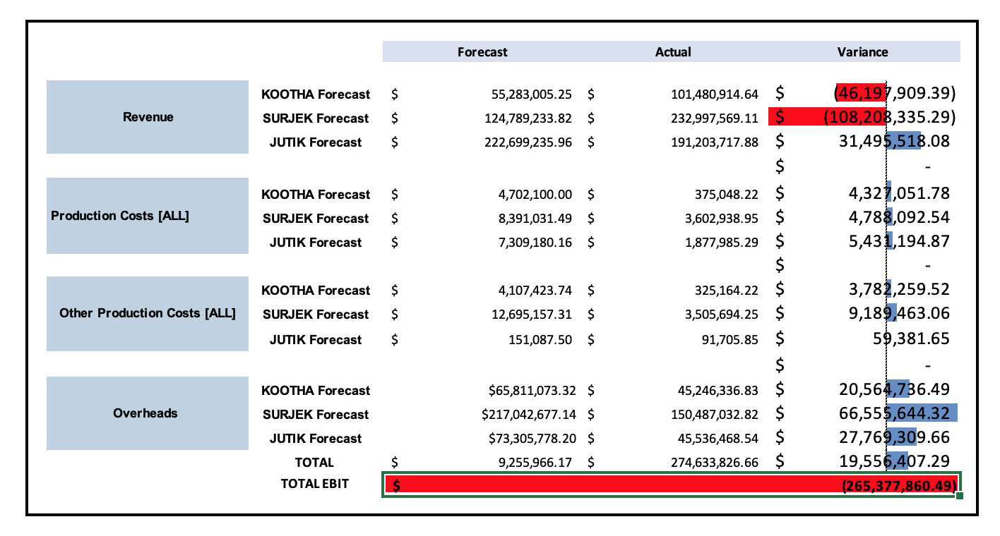 Forecast Actual Variance
KOOTHA Forecast $ 55,283,005.25 $ 101,480,914.64 $ (46,197,909.39)
Revenue SURJEK Forecast $ 124,789,233.82 $ 232,997,569.11 $ (108,208,335.29)
JUTIK Forecast $ 222,699,235.96 $ 191,203,717.88 $ 31,495,518.08
$ -
KOOTHA Forecast $ 4,702,100.00 $ 375,048.22 $ 4,327,051.78
Production Costs [ALL] SURJEK Forecast $ 8,391,031.49 $ 3,602,938.95 $ 4,788,092.54
JUTIK Forecast $ 7,309,180.16 $ 1,877,985.29 $ 5,431,194.87
$ -
KOOTHA Forecast $ 4,107,423.74 $ 325,164.22 $ 3,782,259.52
Other Production Costs [ALL] SURJEK Forecast $ 12,695,157.31 $ 3,505,694.25 $ 9,189,463.06
JUTIK Forecast $ 151,087.50 $ 91,705.85 $ 59,381.65
$ -
KOOTHA Forecast $65,811,073.32 $ 45,246,336.83 $ 20,564,736.49
Overheads SURJEK Forecast $217,042,677.14 $ 150,487,032.82 $ 66,555,644.32
JUTIK Forecast $73,305,778.20 $ 45,536,468.54 $ 27,769,309.66
TOTAL $ 9,255,966.17 $ 274,633,826.66 $ 19,556,407.29
TOTAL EBIT $ (265,377,860.49)